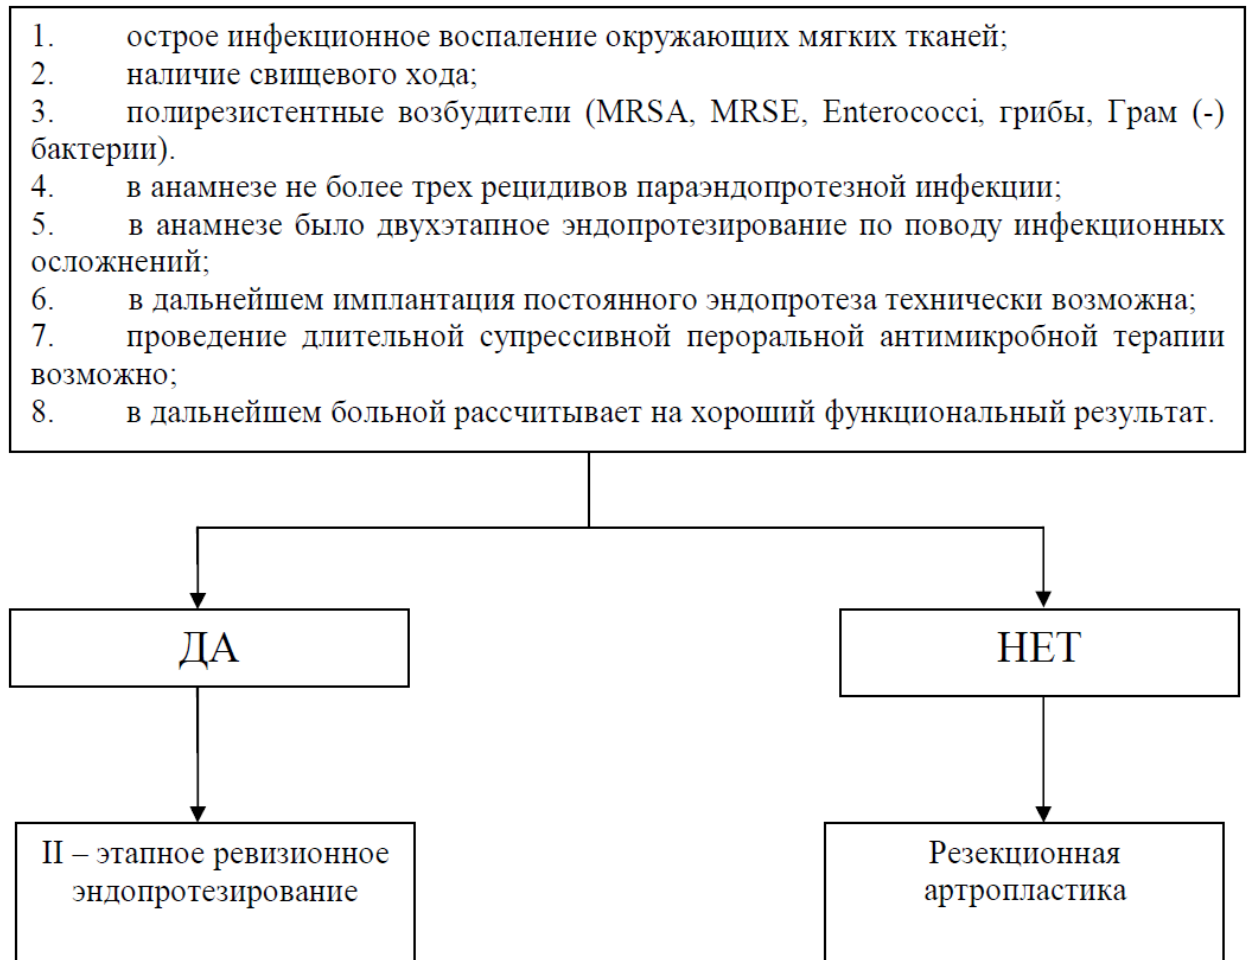 1. острое инфекционное воспаление окружающих мягких тканей;
2. наличие свищевого хода;
3. полирезистентные возбудители (MRSA, MRSE, Enterococci, грибы, Грам (-)
бактерии).
4. в анамнезе не более трех рецидивов параэндопротезной инфекции;
5. в анамнезе было двухэтапное эндопротезирование по поводу инфекционных
осложнений;
6. в дальнейшем имплантация постоянного эндопротеза технически возможна;
7. проведение длительной супрессивной пероральной антимикробной терапии
возможно;
8. в дальнейшем больной рассчитывает на хороший функциональный результат.
ДА
НЕТ
II – этапное ревизионное
эндопротезирование
Резекционная
артропластика